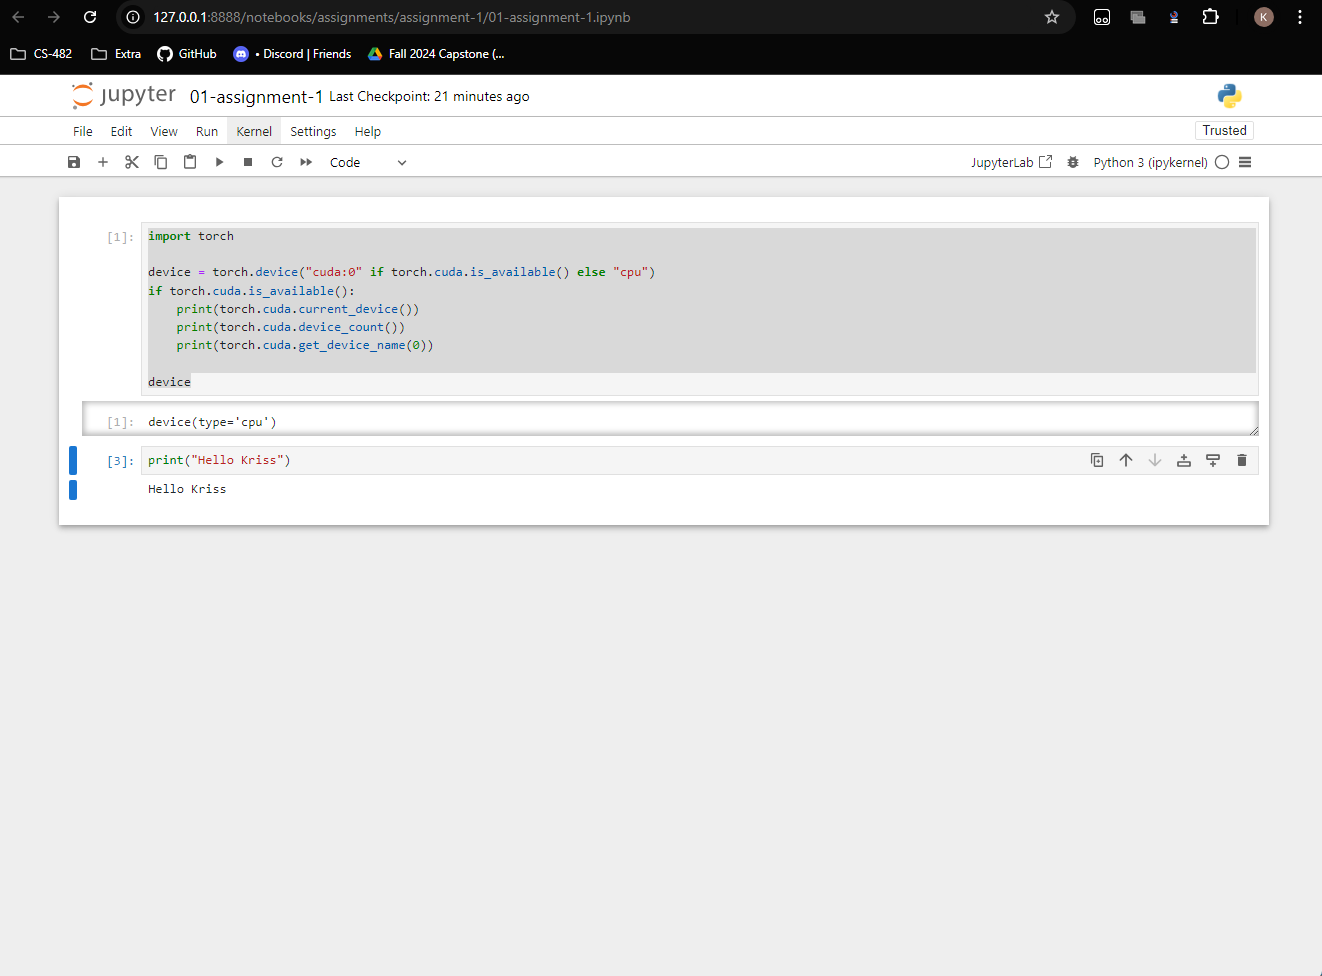 127.0.0.1:8888/notebooks/assignments/assignment-1/01-assignment-1.ipynb
K
CS-482 Extra GitHub • Discord | Friends Fall 2024 Capstone (...
jupyter 01-assignment-1 Last Checkpoint: 21 minutes ago
File Edit View Run Kernel Settings Help Trusted
Code JupyterLab Python 3 (ipykernel)
[1]: import torch
device = torch.device("cuda:0" if torch.cuda.is_available() else "cpu")
if torch.cuda.is_available():
    print(torch.cuda.current_device())
    print(torch.cuda.device_count())
    print(torch.cuda.get_device_name(0))
device
[1]: device(type='cpu')
[3]: print("Hello Kriss")
Hello Kriss